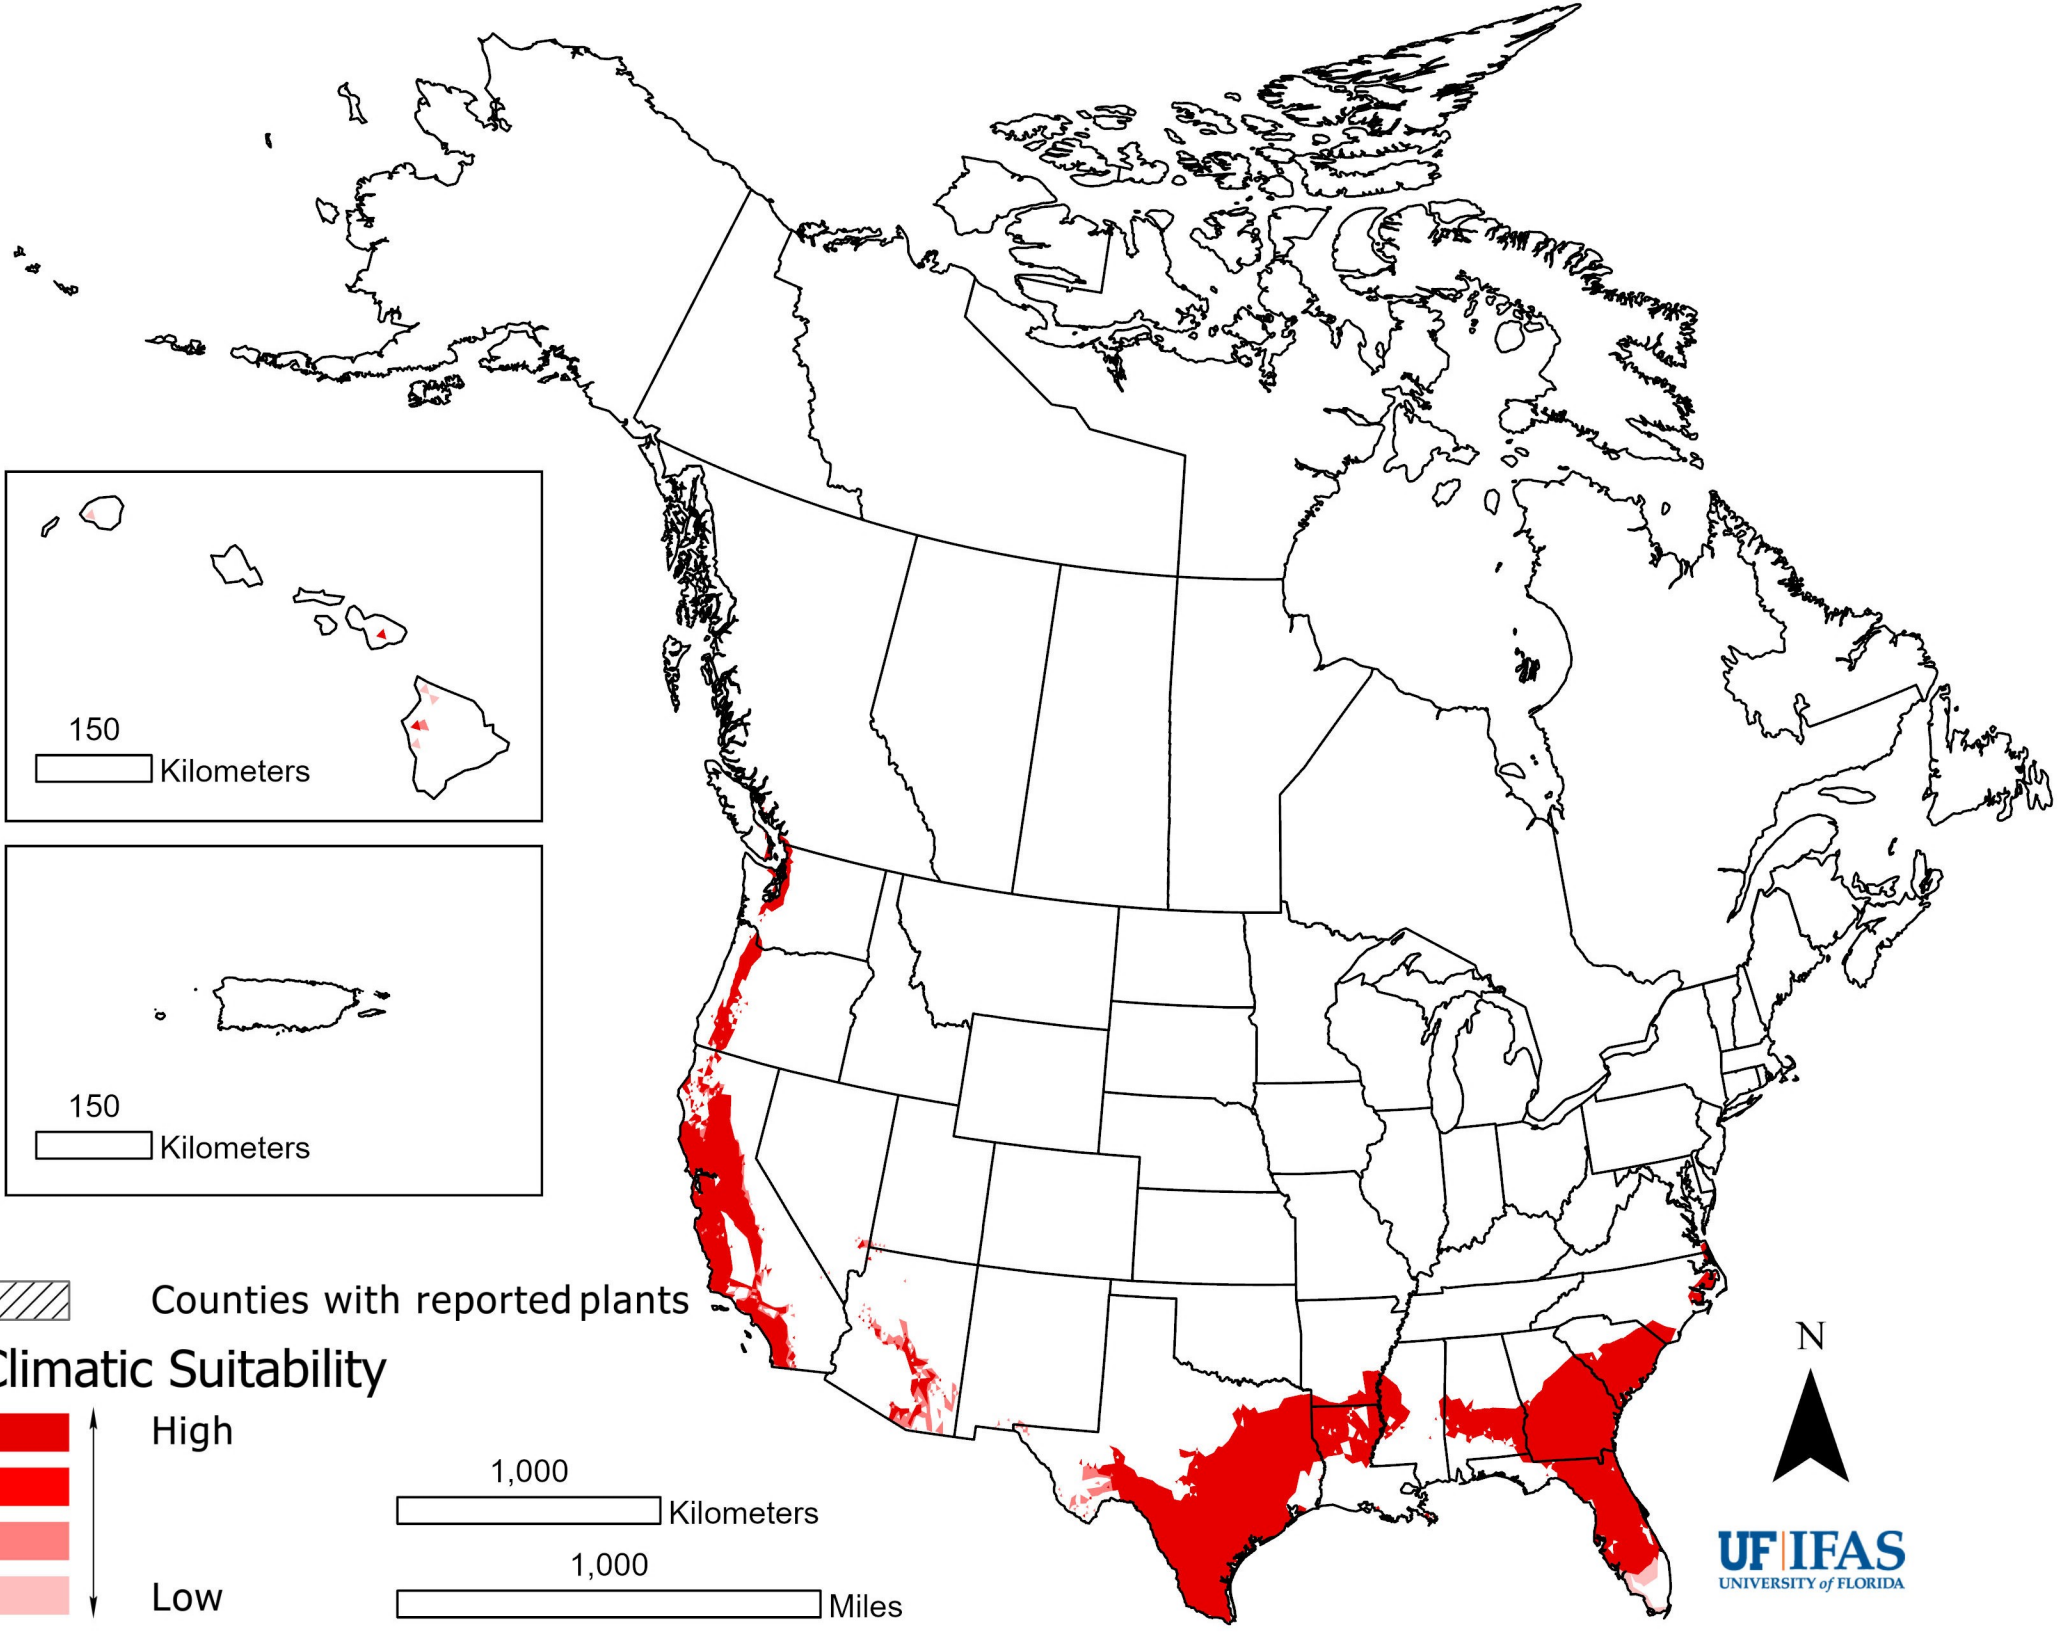 150
Kilometers
150
Kilometers
Counties with reported plants
Climatic Suitability
High
Low
1,000
Kilometers
1,000
Miles
N
UF|IFAS
UNIVERSITY of FLORIDA